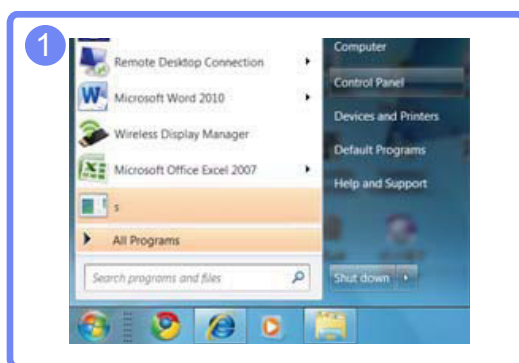 1
Remote Desktop Connection
Microsoft Word 2010
Wireless Display Manager
Microsoft Office Excel 2007
s
All Programs
Search programs and files
Computer
Control Panel
Devices and Printers
Default Programs
Help and Support
Shut down